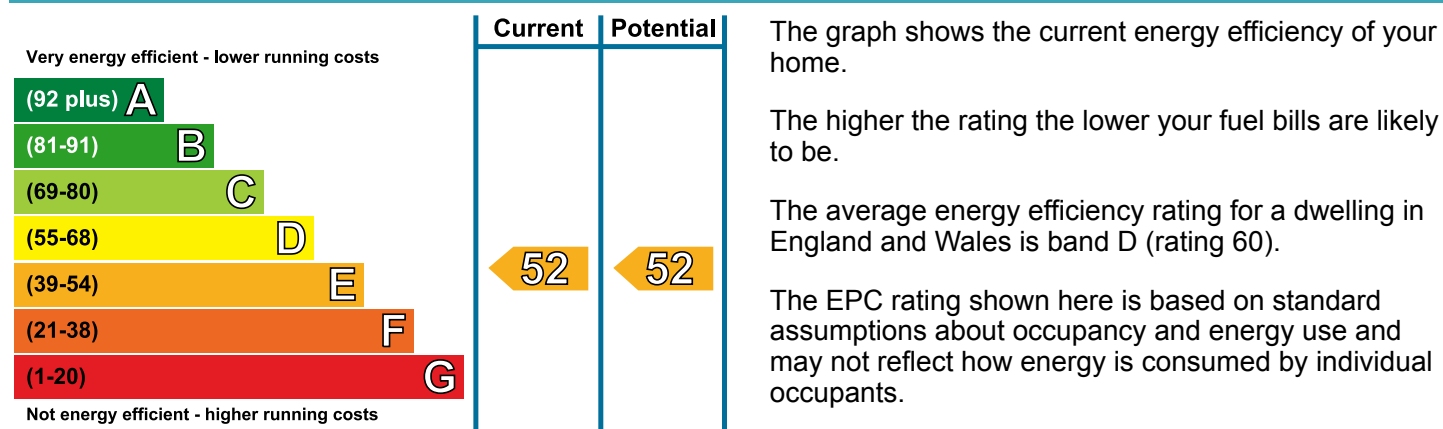 Current Potential
Very energy efficient - lower running costs
(92 plus) A
(81-91) B
(69-80) C
(55-68) D
(39-54) E
(21-38) F
(1-20) G
52 52
Not energy efficient - higher running costs
The graph shows the current energy efficiency of your
home.
The higher the rating the lower your fuel bills are likely
to be.
The average energy efficiency rating for a dwelling in
England and Wales is band D (rating 60).
The EPC rating shown here is based on standard
assumptions about occupancy and energy use and
may not reflect how energy is consumed by individual
occupants.